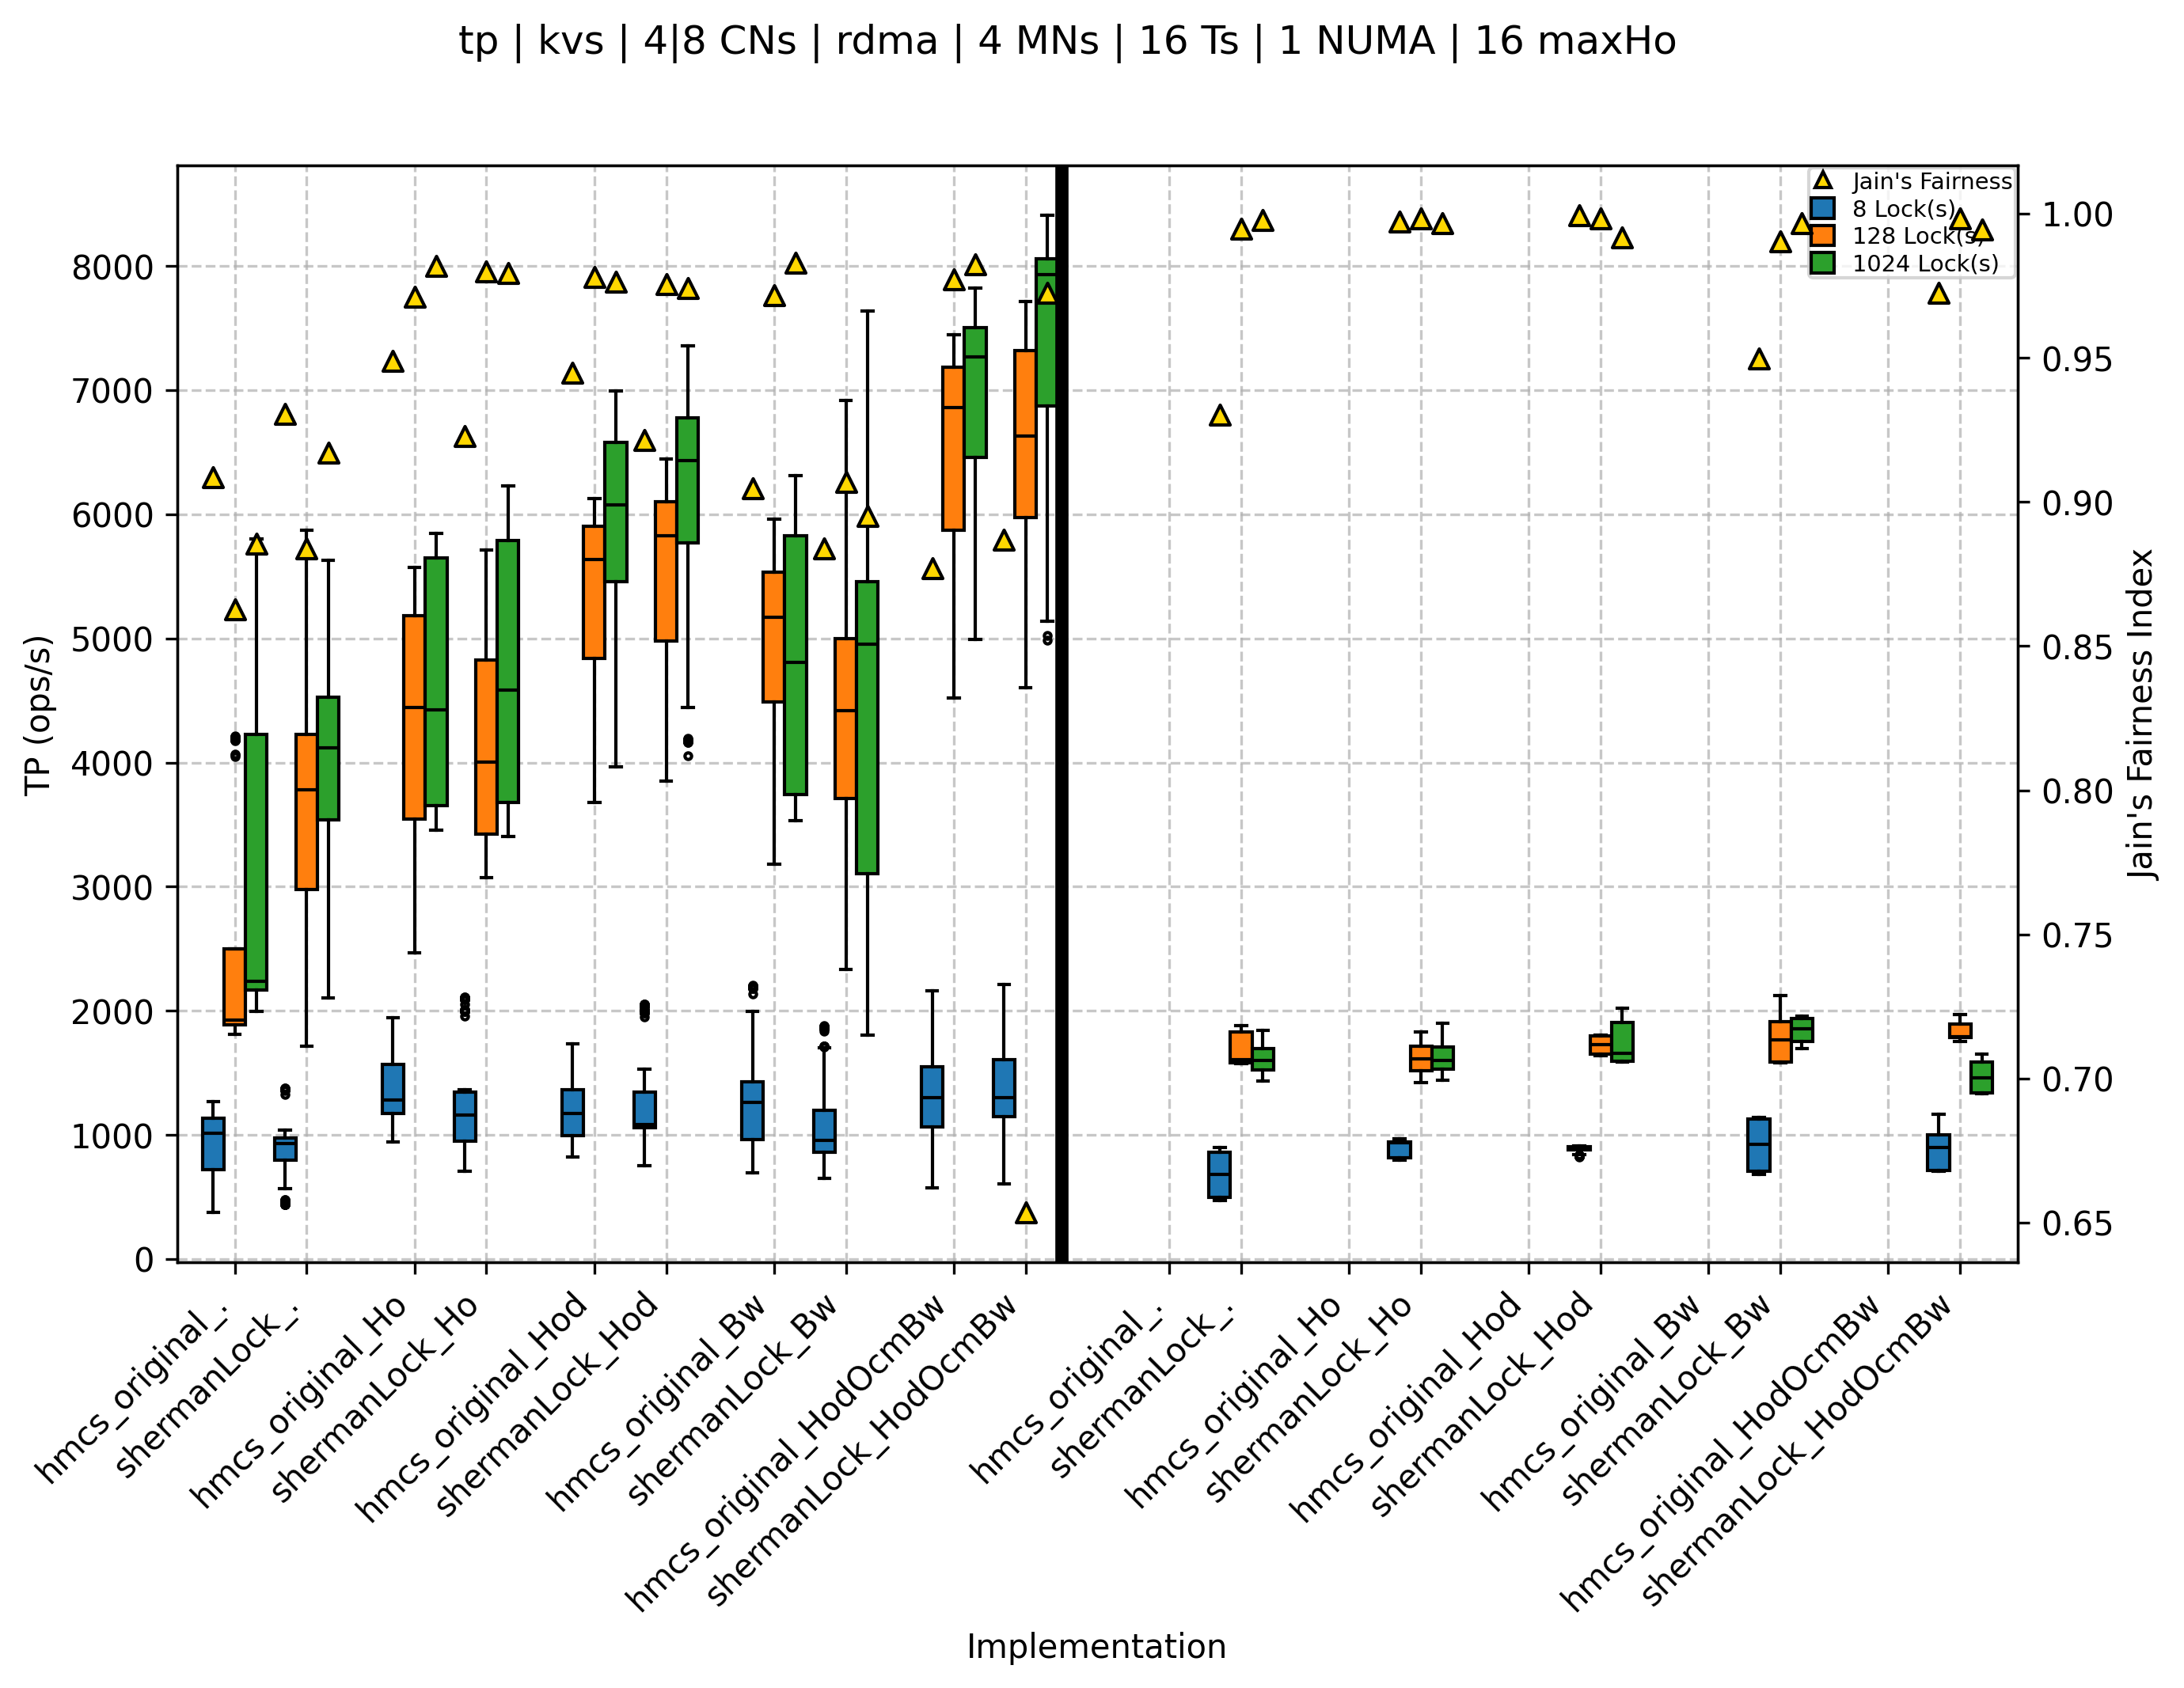 tp | kvs | 4|8 CNs | rdma | 4 MNs | 16 Ts | 1 NUMA | 16 maxHo
Jain's Fairness
8 Lock(s)
128 Lock(s)
1024 Lock(s)
TP (ops/s)
8000
7000
6000
5000
4000
3000
2000
1000
0
1.00
0.95
0.90
0.85
0.80
0.75
0.70
0.65
Jain's Fairness Index
hmcs_original_.
shermanLock_.
hmcs_original_Ho
shermanLock_Ho
hmcs_original_Hod
shermanLock_Hod
hmcs_original_Bw
shermanLock_Bw
hmcs_original_HodOcmBw
shermanLock_HodOcmBw
hmcs_original_.
shermanLock_.
hmcs_original_Ho
shermanLock_Ho
hmcs_original_Hod
shermanLock_Hod
hmcs_original_Bw
shermanLock_Bw
hmcs_original_HodOcmBw
shermanLock_HodOcmBw
Implementation